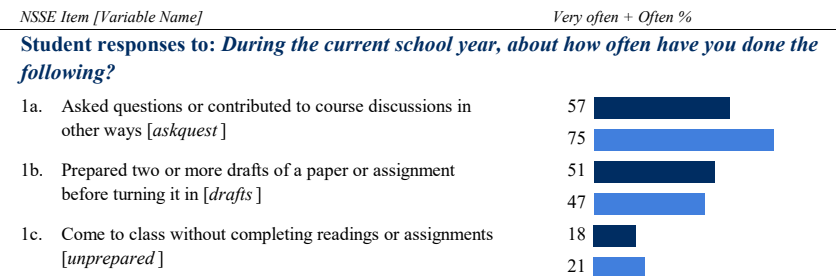 NSSE Item [Variable Name] Very often + Often %
Student responses to: During the current school year, about how often have you done the
following?
1a. Asked questions or contributed to course discussions in 57
other ways [askquest ] 75
1b. Prepared two or more drafts of a paper or assignment 51
before turning it in [drafts ] 47
1c. Come to class without completing readings or assignments 18
[unprepared ] 21